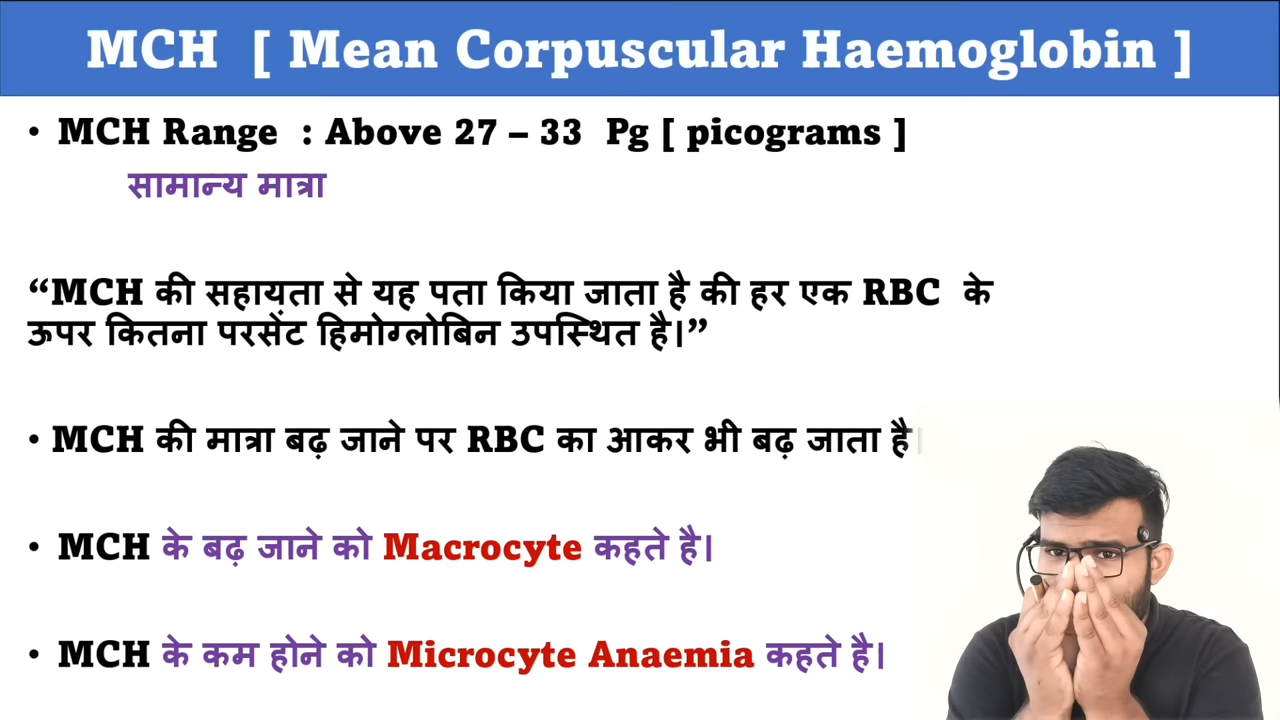 MCH [ Mean Corpuscular Haemoglobin ]
• MCH Range : Above 27 – 33 Pg [ picograms ]
सामान्य मात्रा
“MCH की सहाय़ता से यह पता किया जाता है की हर एक RBC के
ऊपर कितना परसेंट हिमोग्लोबिन उपस्थित है।”
• MCH की मात्रा बढ़ जाने पर RBC का आकर भी बढ़ जाता है।
• MCH के बढ़ जाने को Macrocyte कहते है।
• MCH के कम होने को Microcyte Anaemia कहते है।